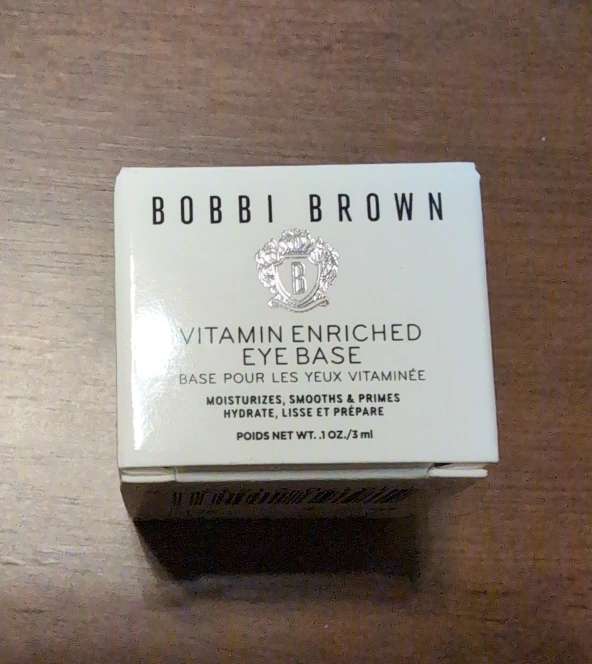 BOBBI BROWN
B
VITAMIN ENRICHED
EYE BASE
BASE POUR LES YEUX VITAMINÉE
MOISTURIZES, SMOOTHS & PRIMES
HYDRATE, LISSE ET PRÉPARE
POIDS NET WT. .1 OZ./3 ml